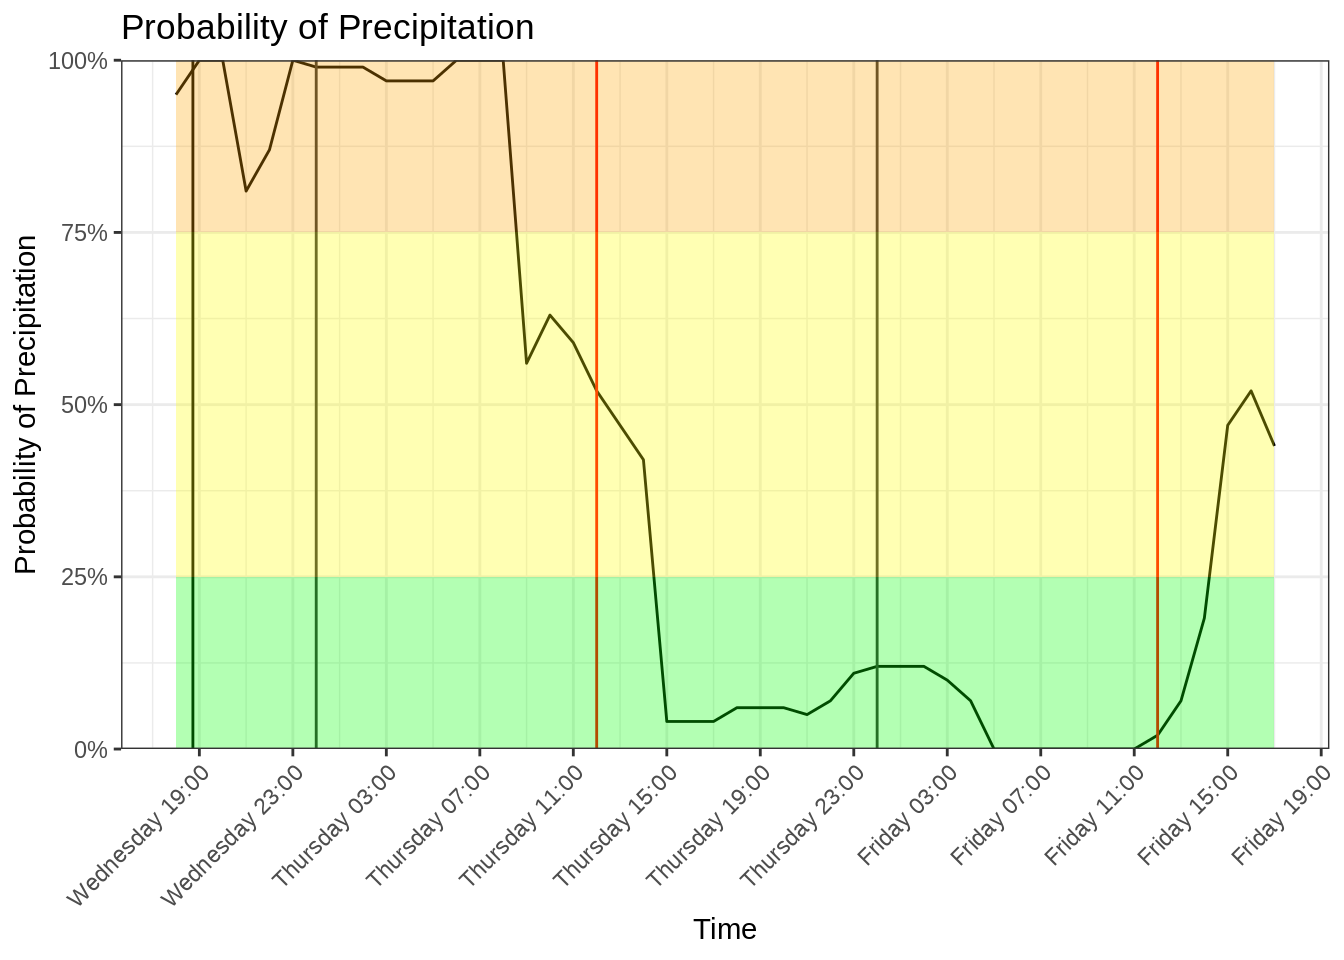 Probability of Precipitation
100%
75%
50%
25%
0%
Probability of Precipitation
Wednesday 19:00
Wednesday 23:00
Thursday 03:00
Thursday 07:00
Thursday 11:00
Thursday 15:00
Thursday 19:00
Thursday 23:00
Friday 03:00
Friday 07:00
Friday 11:00
Friday 15:00
Friday 19:00
Time